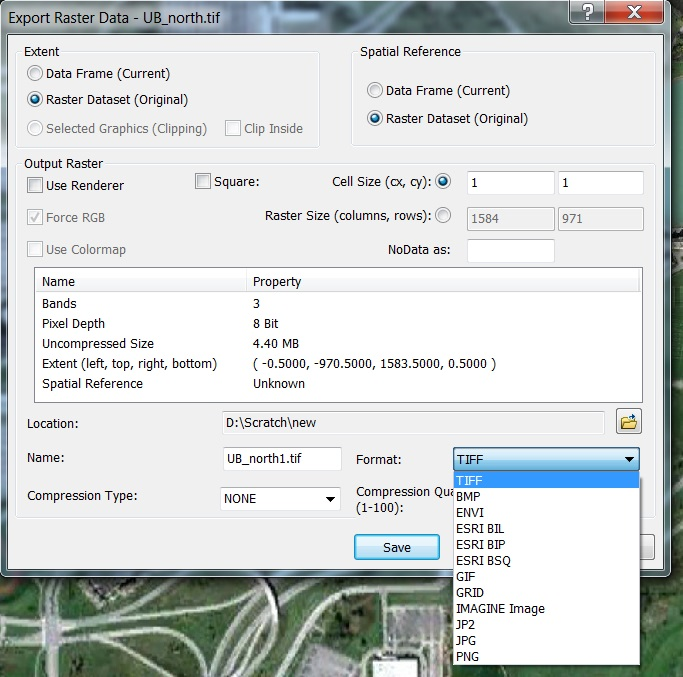 Export Raster Data - UB_north.tif
Extent
Data Frame (Current)
Raster Dataset (Original)
Selected Graphics (Clipping) Clip Inside
Spatial Reference
Data Frame (Current)
Raster Dataset (Original)
Output Raster
Use Renderer Square: Cell Size (cx, cy): 1 1
Force RGB Raster Size (columns, rows): 1584 971
Use Colormap NoData as:
Name Property
Bands 3
Pixel Depth 8 Bit
Uncompressed Size 4.40 MB
Extent (left, top, right, bottom) ( -0.5000, -970.5000, 1583.5000, 0.5000 )
Spatial Reference Unknown
Location: D:\Scratch\new
Name: UB_north1.tif Format: TIFF
Compression Type: NONE Compression Qua
(1-100):
Save
TIFF
BMP
ENVI
ESRI BIL
ESRI BIP
ESRI BSQ
GIF
GRID
IMAGINE Image
JP2
JPG
PNG